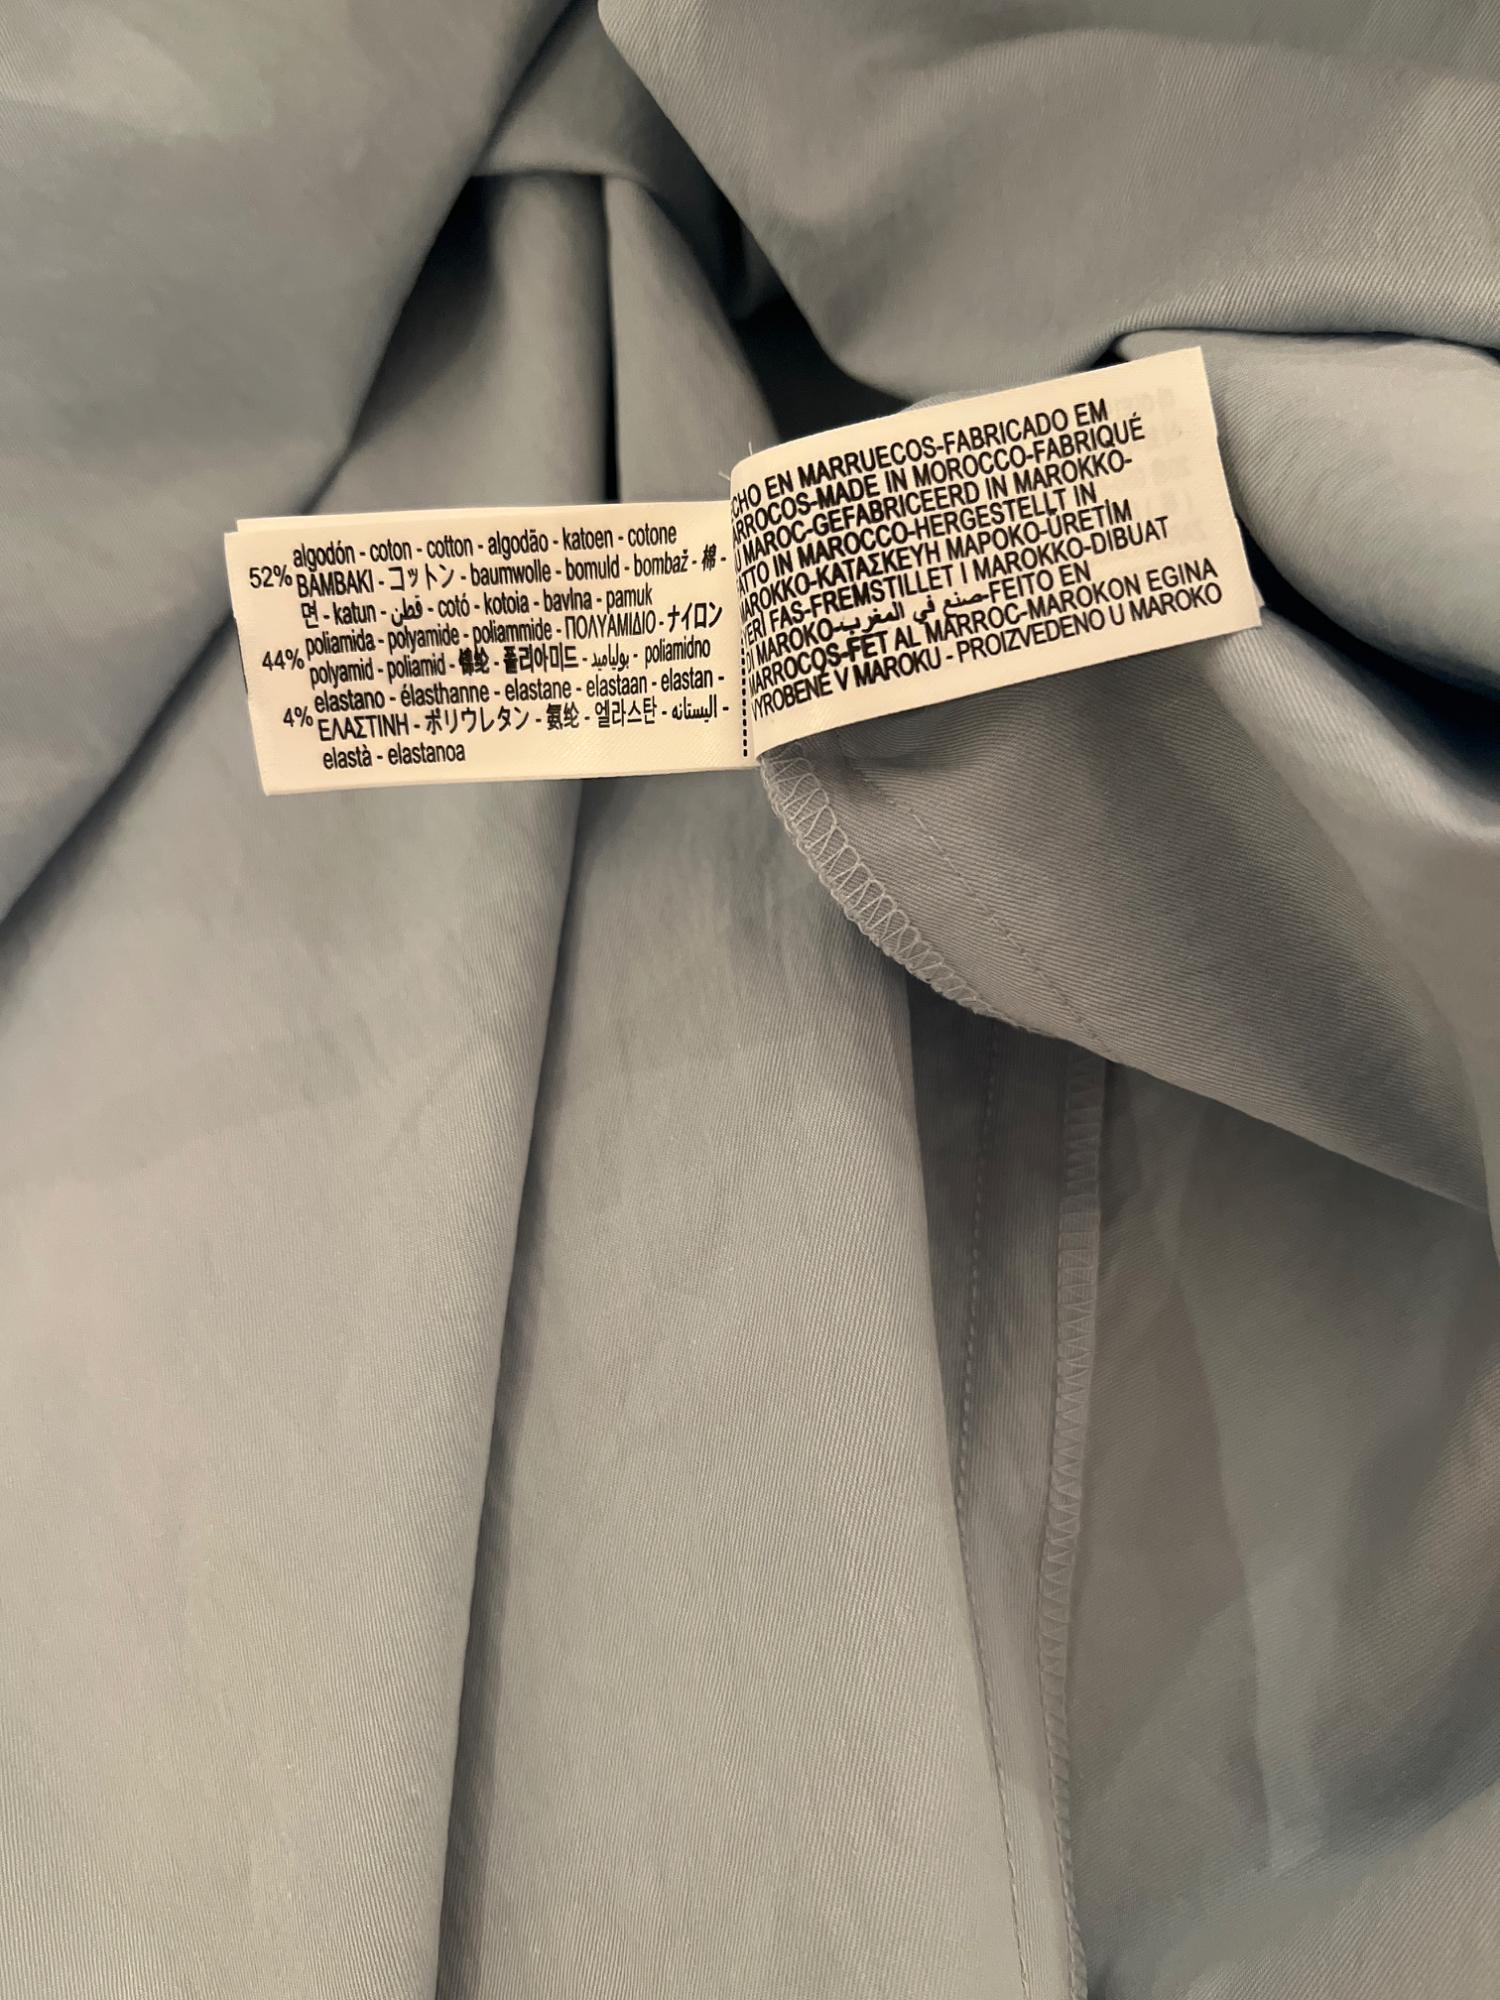 52% algodón - coton - cotton - algodão - katoen - cotone
BAMBAKI - コットン - baumwolle - bomuld - bombaž - 棉 -
면 - katun - قطن - cotó - kotoia - bavlna - pamuk
44% poliamida - polyamide - poliammide - ΠΟΛΥΑΜΙΔΙΟ - ナイロン
polyamid - poliamid - 锦纶 - 폴리아미드 - بولياميد - poliamidno
4% elastano - élasthanne - elastane - elastaan - elastan -
ΕΛΑΣΤΙΝΗ - ポリウレタン - 氨纶 - 엘라스탄 - اليستانه -
elastà - elastanoa
CHO EN MARRUECOS-FABRICADO EM
ARROCOS-MADE IN MOROCCO-FABRIQUÉ
U MAROC-GEFABRICEERD IN MAROKKO-
ATTO IN MAROCCO-HERGESTELLT IN
MAROKKO-ΚΑΤΑΣΚΕΥΗ ΜΑΡΟΚΟ-ÜRETİM
YERİ FAS-FREMSTILLET I MAROKKO-DIBUAT
DI MAROKO-صنع في المغرب-FEITO EN
MARROCOS-FET AL MARROC-MAROKON EGINA
VYROBENÉ V MAROKU - PROIZVEDENO U MAROKO